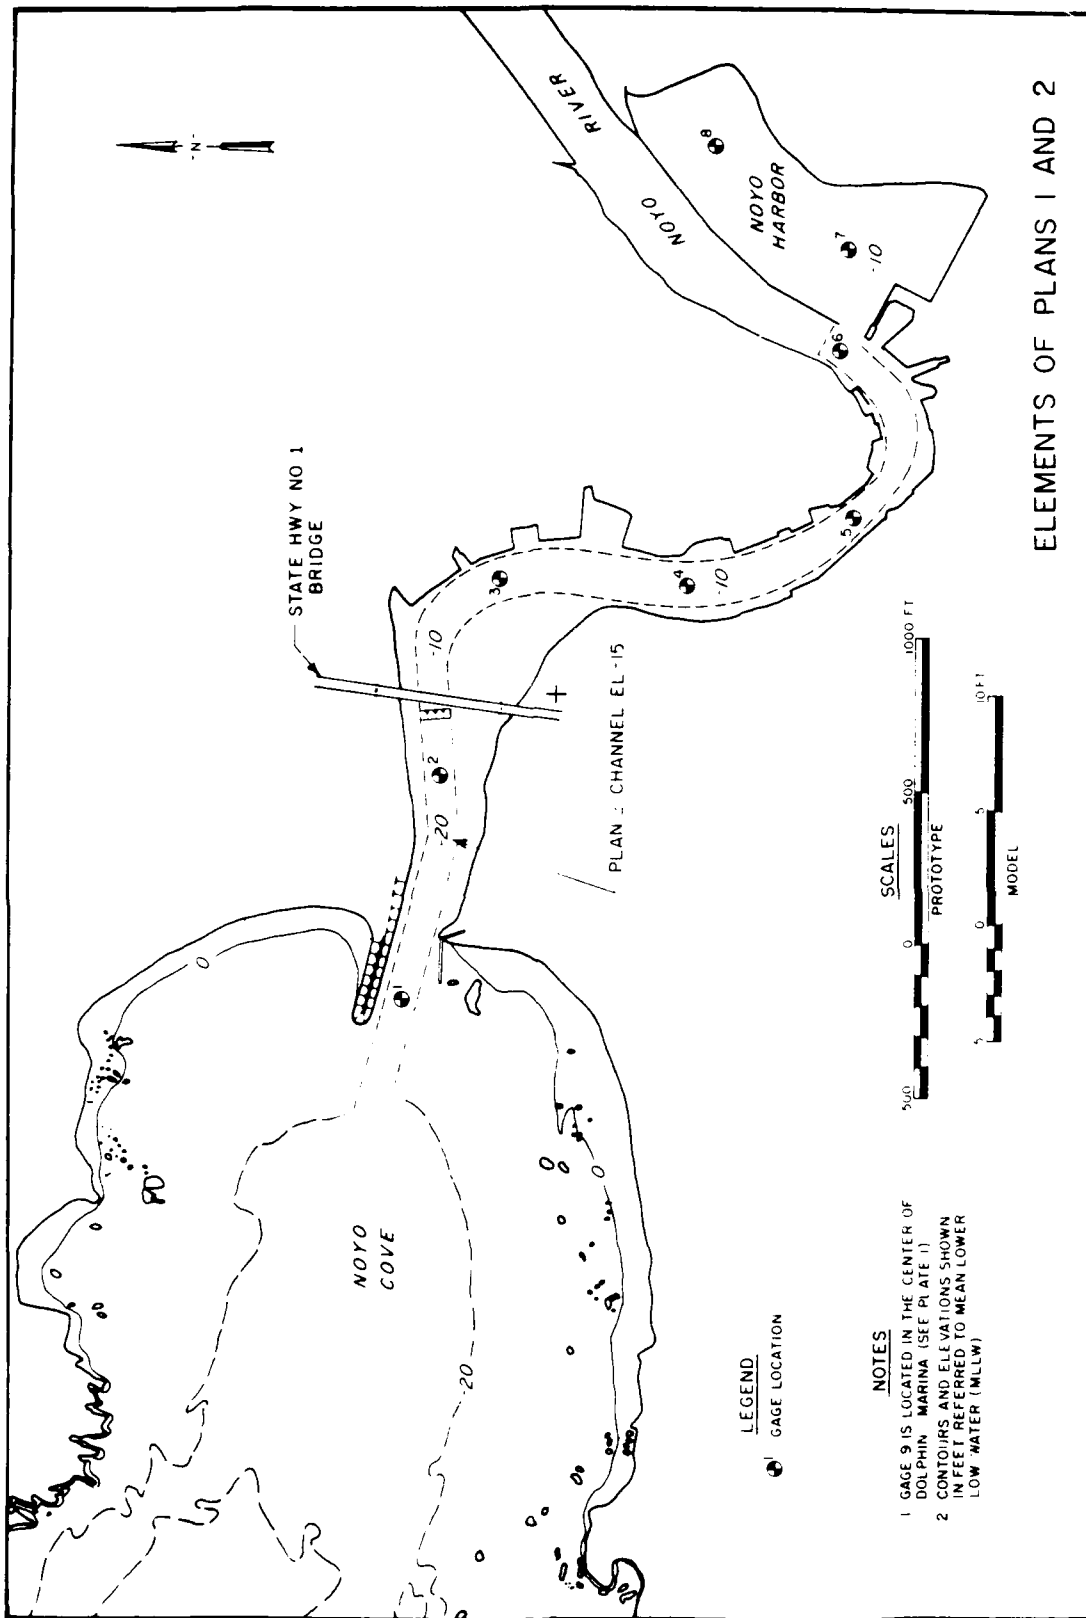 -N-
STATE HWY NO 1
BRIDGE
NOYO
RIVER
NOYO
HARBOR
8
7
-10
6
5
4
-10
3
-10
2
-20
1
0
NOYO
COVE
-20
0
PLAN 2 CHANNEL EL -15
LEGEND
1
GAGE LOCATION
NOTES
1 GAGE 9 IS LOCATED IN THE CENTER OF
DOLPHIN MARINA (SEE PLATE 1)
2 CONTOURS AND ELEVATIONS SHOWN
IN FEET REFERRED TO MEAN LOWER
LOW WATER (MLLW)
SCALES
500 0 500 1000 FT
PROTOTYPE
5 0 5 10 FT
MODEL
ELEMENTS OF PLANS 1 AND 2